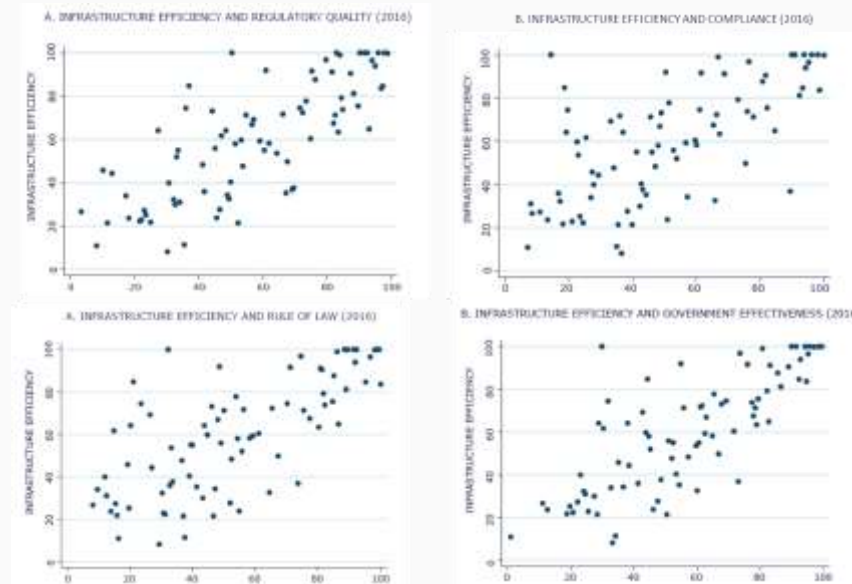 A. INFRASTRUCTURE EFFICIENCY AND REGULATORY QUALITY (2016)
B. INFRASTRUCTURE EFFICIENCY AND COMPLIANCE (2016)
INFRASTRUCTURE EFFICIENCY
100
80
60
40
20
0
0 20 40 60 80 100
INFRASTRUCTURE EFFICIENCY
100
80
60
40
20
0
0 20 40 60 80 100
A. INFRASTRUCTURE EFFICIENCY AND RULE OF LAW (2016)
B. INFRASTRUCTURE EFFICIENCY AND GOVERNMENT EFFECTIVENESS (2016
INFRASTRUCTURE EFFICIENCY
100
80
60
40
20
0
0 20 40 60 80 100
INFRASTRUCTURE EFFICIENCY
100
80
60
40
20
0
0 20 40 60 80 100